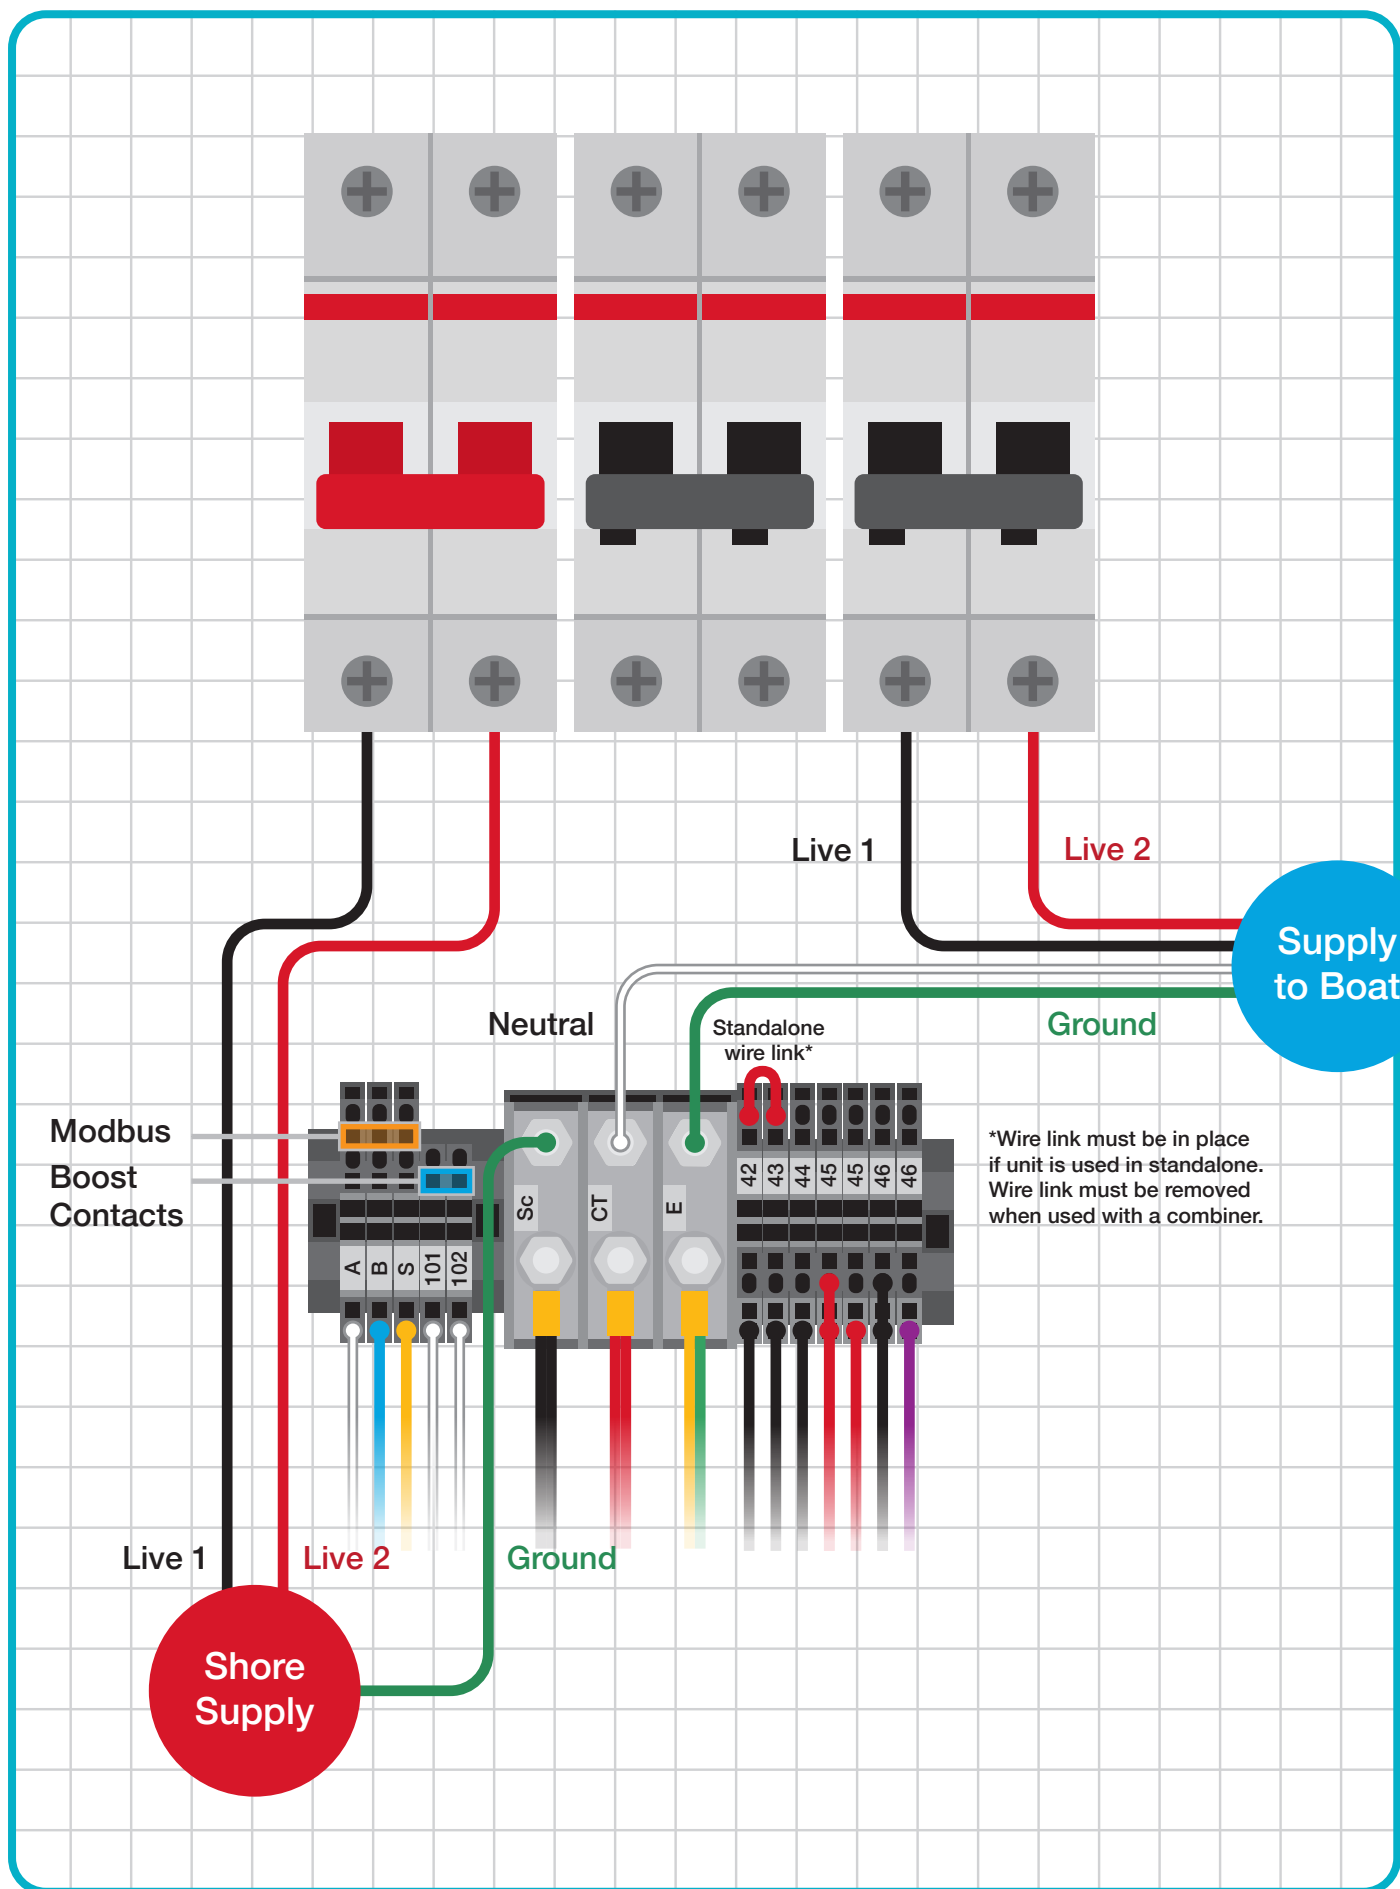 Live 1
Live 2
Supply
to Boat
Neutral
Standalone
wire link*
Ground
Modbus
Boost
Contacts
*Wire link must be in place
if unit is used in standalone.
Wire link must be removed
when used with a combiner.
42
43
44
45
45
46
46
Sc
CT
E
A
B
S
101
102
Live 1
Live 2
Ground
Shore
Supply